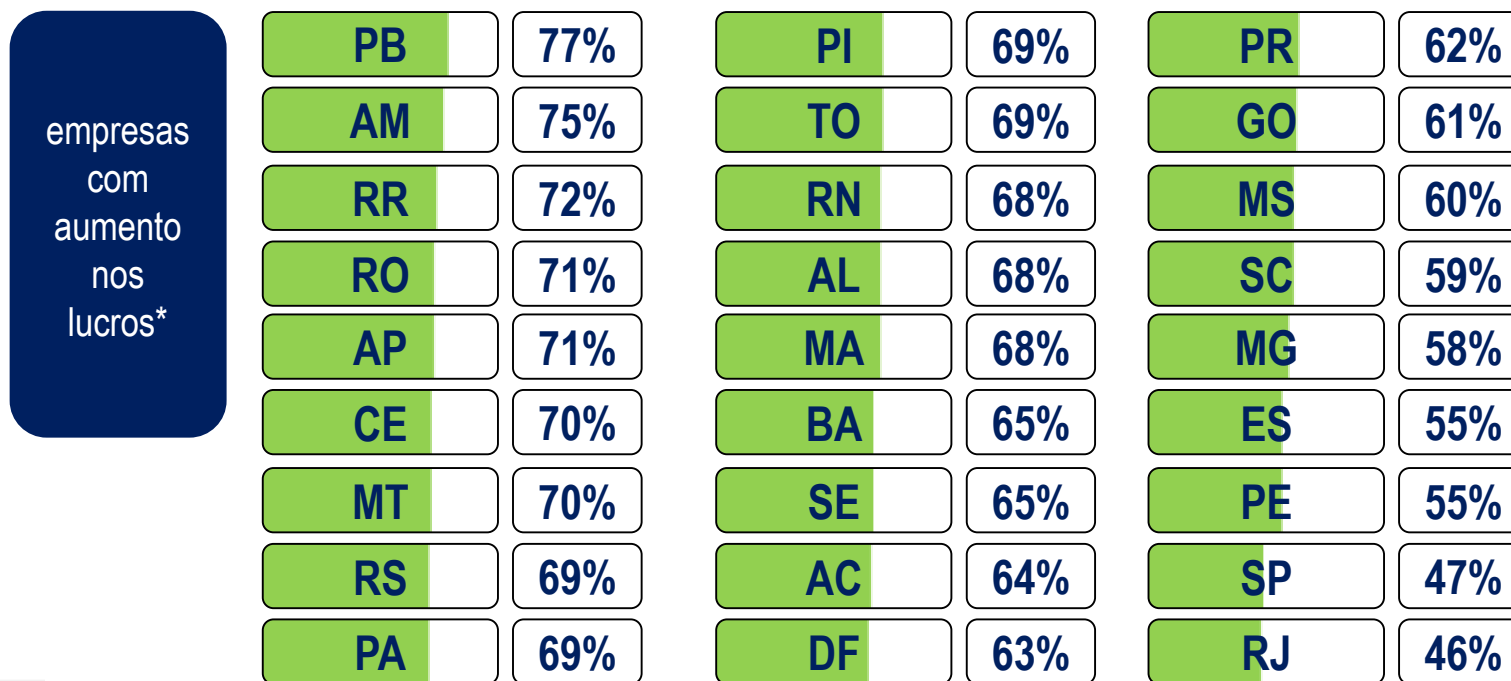 empresas
com
aumento
nos
lucros*
PB 77%
AM 75%
RR 72%
RO 71%
AP 71%
CE 70%
MT 70%
RS 69%
PA 69%
PI 69%
TO 69%
RN 68%
AL 68%
MA 68%
BA 65%
SE 65%
AC 64%
DF 63%
PR 62%
GO 61%
MS 60%
SC 59%
MG 58%
ES 55%
PE 55%
SP 47%
RJ 46%